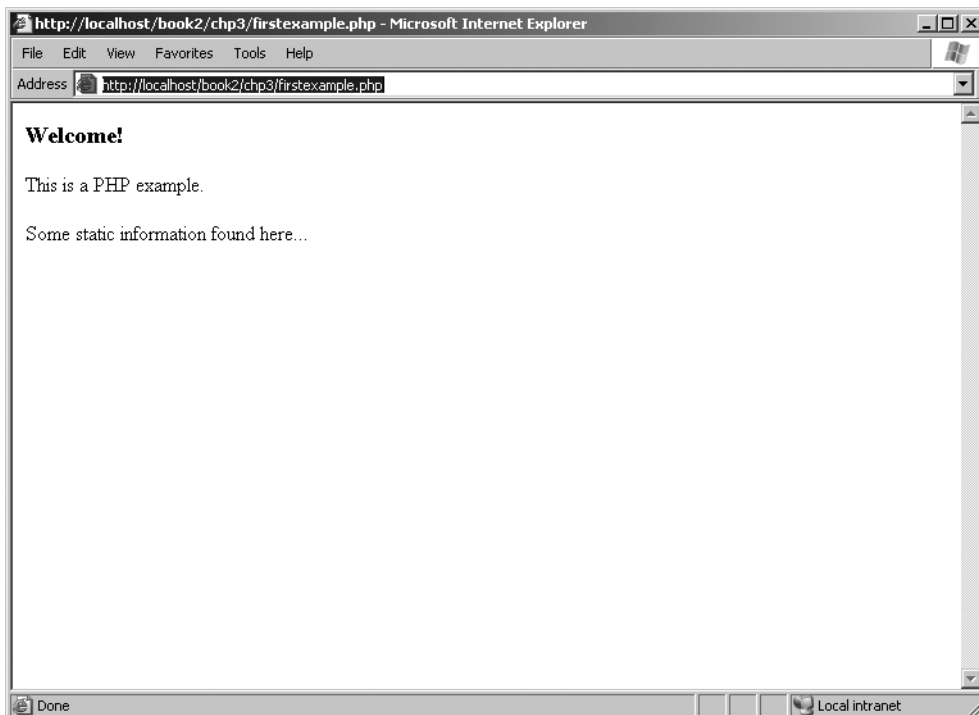 http://localhost/book2/chp3/firstexample.php - Microsoft Internet Explorer
File Edit View Favorites Tools Help
Address http://localhost/book2/chp3/firstexample.php
Welcome!
This is a PHP example.
Some static information found here...
Done Local intranet